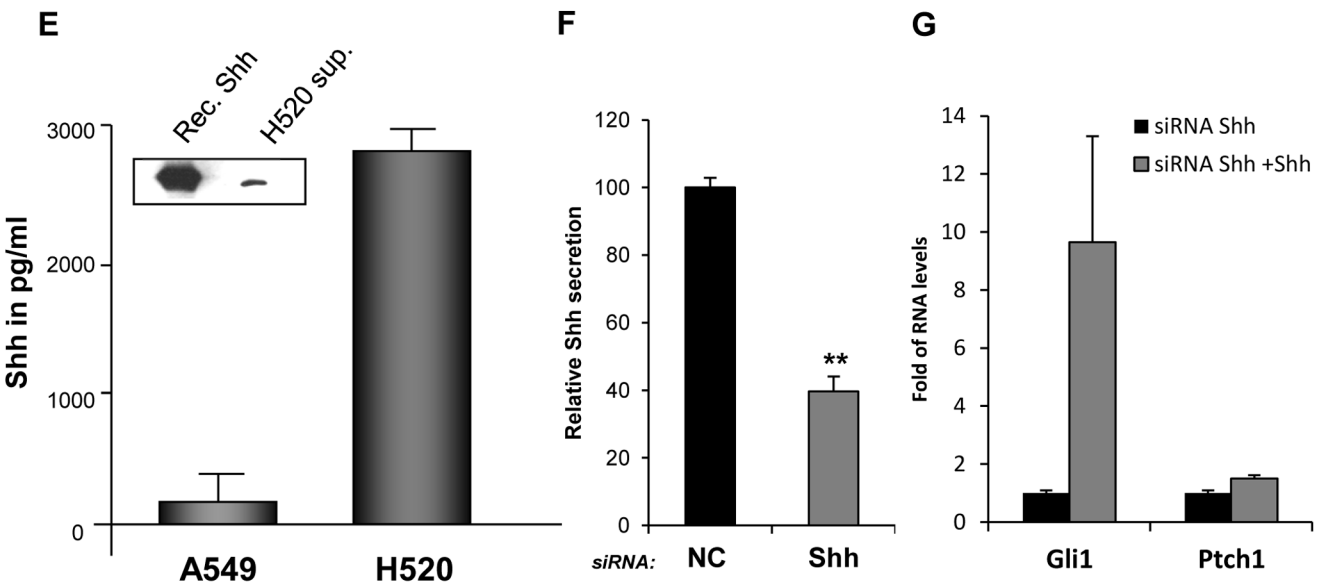 E
Rec. Shh
H520 sup.
Shh in pg/ml
3000
2000
1000
0
A549
H520
F
Relative Shh secretion
120
100
80
60
40
20
0
**
siRNA:
NC
Shh
G
Fold of RNA levels
14
12
10
8
6
4
2
0
siRNA Shh
siRNA Shh +Shh
Gli1
Ptch1